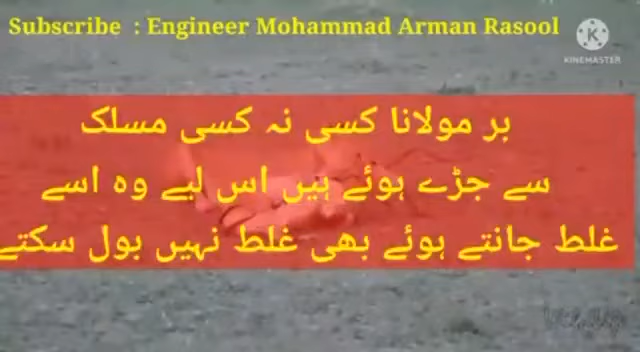 Subscribe : Engineer Mohammad Arman Rasool
K
KINEMASTER
ہر مولانا کسی نہ کسی مسلک
سے جڑے ہوئے ہیں اس لیے وہ اسے
غلط جانتے ہوئے بھی غلط نہیں بول سکتے